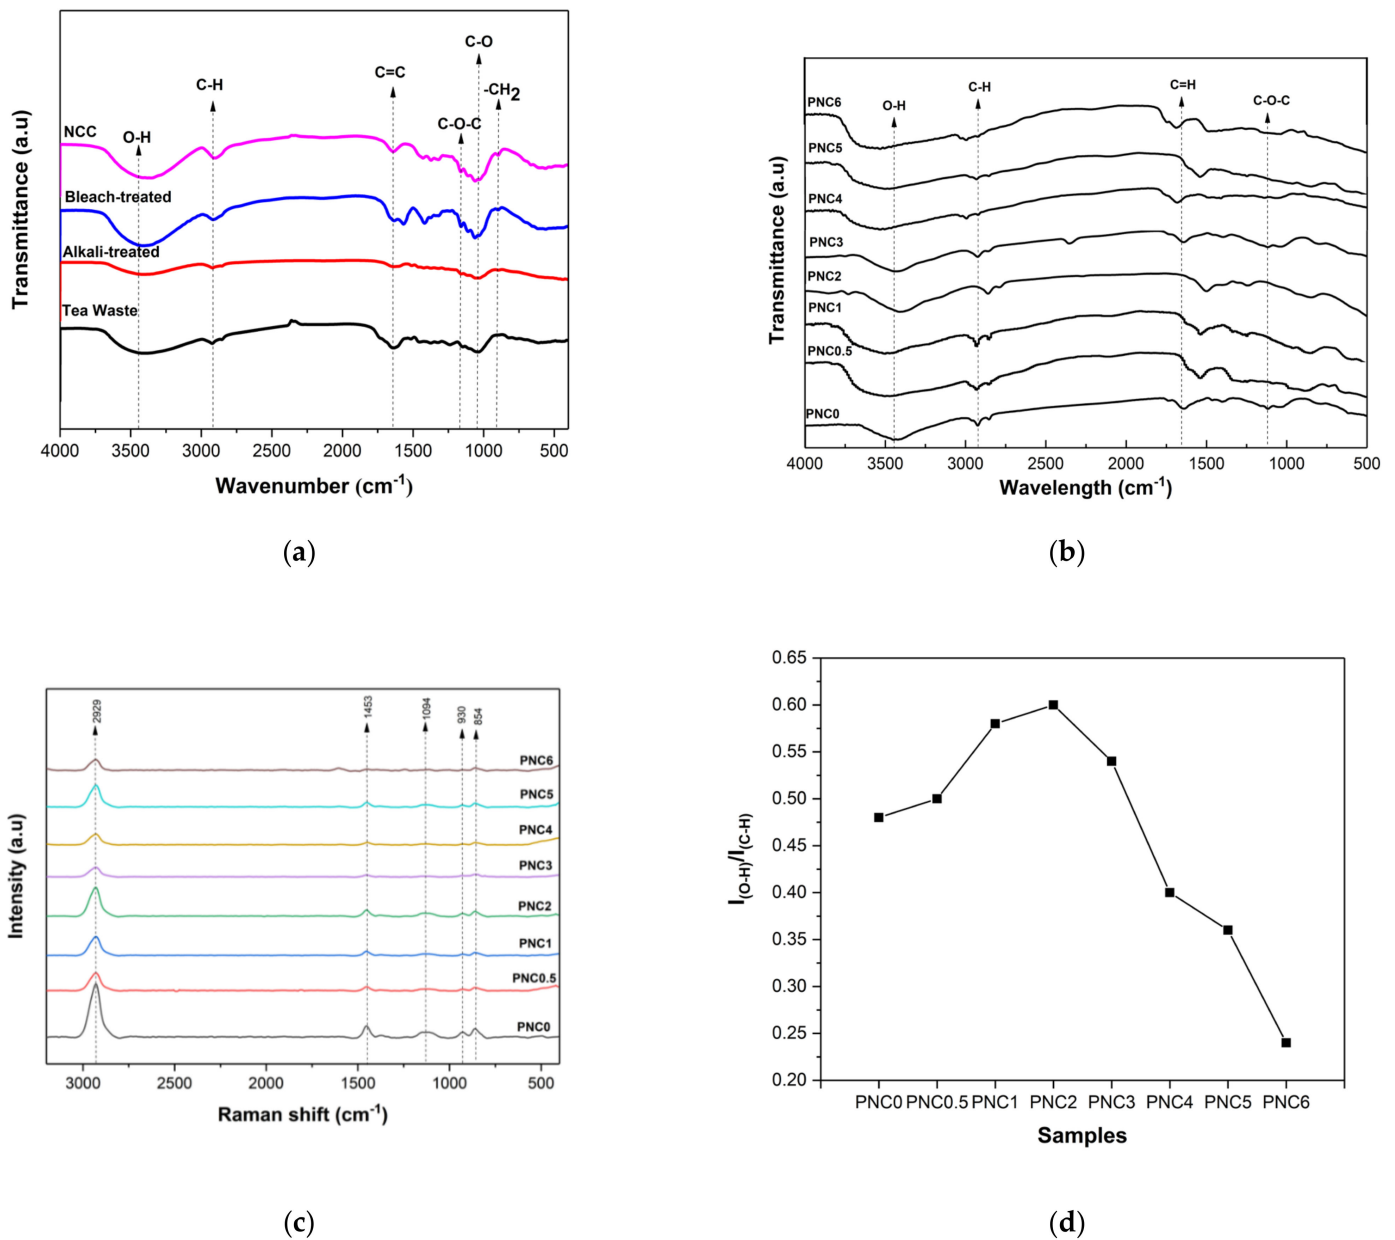 Transmittance (a.u)
C-O
C=C
C-H
-CH2
C-O-C
O-H
NCC
Bleach-treated
Alkali-treated
Tea Waste
4000 3500 3000 2500 2000 1500 1000 500
Wavenumber (cm-1)
(a)
Transmittance (a.u)
O-H
C-H
C=H
C-O-C
PNC6
PNC5
PNC4
PNC3
PNC2
PNC1
PNC0.5
PNC0
4000 3500 3000 2500 2000 1500 1000 500
Wavelength (cm-1)
(b)
Intensity (a.u)
2929
1453
1094
930
854
PNC6
PNC5
PNC4
PNC3
PNC2
PNC1
PNC0.5
PNC0
3000 2500 2000 1500 1000 500
Raman shift (cm-1)
(c)
I(O-H)/I(C-H)
0.65
0.60
0.55
0.50
0.45
0.40
0.35
0.30
0.25
0.20
PNC0 PNC0.5 PNC1 PNC2 PNC3 PNC4 PNC5 PNC6
Samples
(d)